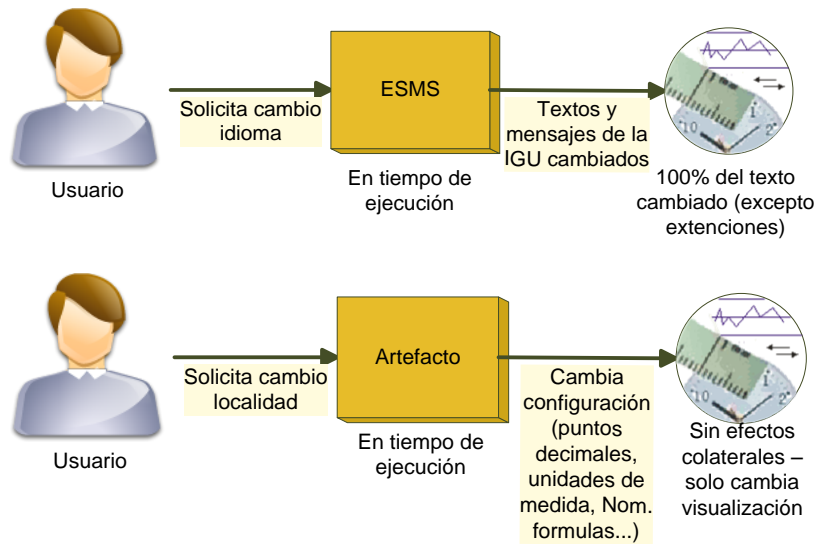 ESMS
Solicita cambio
idioma
Textos y
mensajes de la
IGU cambiados
Usuario
En tiempo de
ejecución
100% del texto
cambiado (excepto
extenciones)
Artefacto
Solicita cambio
localidad
Cambia
configuración
(puntos
decimales,
unidades de
medida, Nom.
formulas...)
Usuario
En tiempo de
ejecución
Sin efectos
colaterales –
solo cambia
visualización